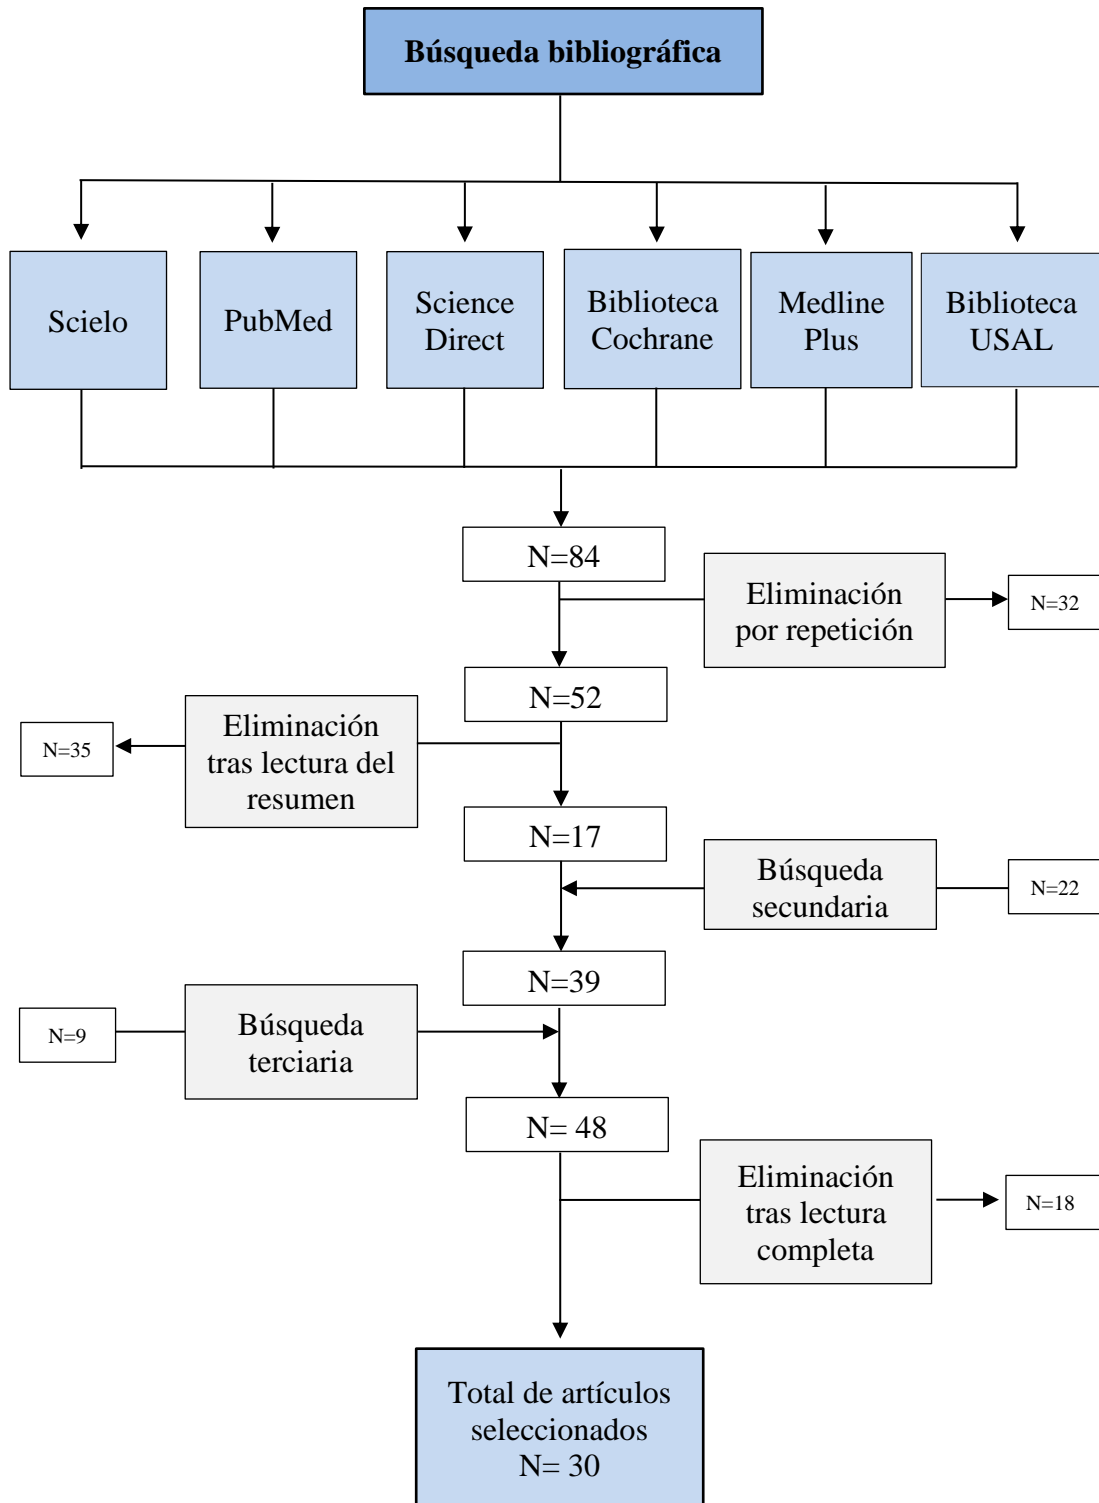 Búsqueda bibliográfica
Scielo
PubMed
Science
Direct
Biblioteca
Cochrane
Medline
Plus
Biblioteca
USAL
N=84
Eliminación
por repetición
N=32
N=52
Eliminación
tras lectura del
resumen
N=35
N=17
Búsqueda
secundaria
N=22
N=39
Búsqueda
terciaria
N=9
N= 48
Eliminación
tras lectura
completa
N=18
Total de artículos
seleccionados
N= 30